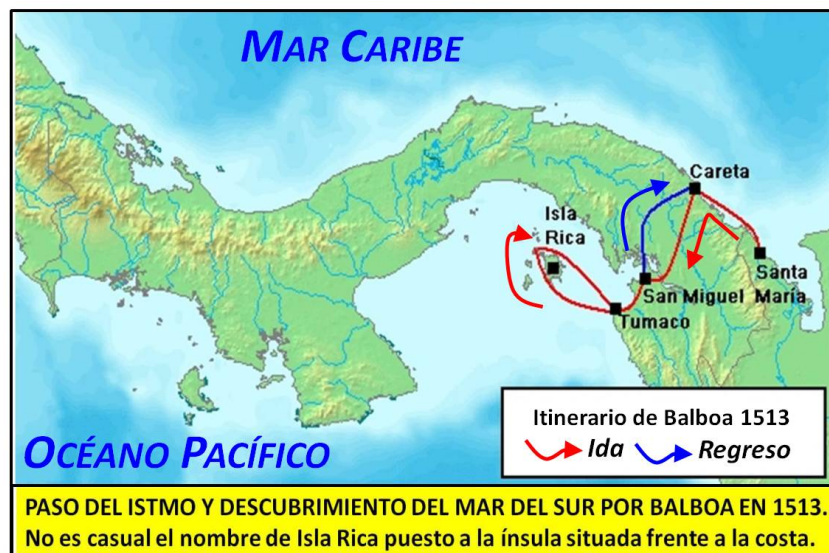 MAR CARIBE
Careta
Isla
Rica
Santa
María
San Miguel
Tumaco
Itinerario de Balboa 1513
Ida Regreso
OCÉANO PACÍFICO
PASO DEL ISTMO Y DESCUBRIMIENTO DEL MAR DEL SUR POR BALBOA EN 1513.
No es casual el nombre de Isla Rica puesto a la ínsula situada frente a la costa.